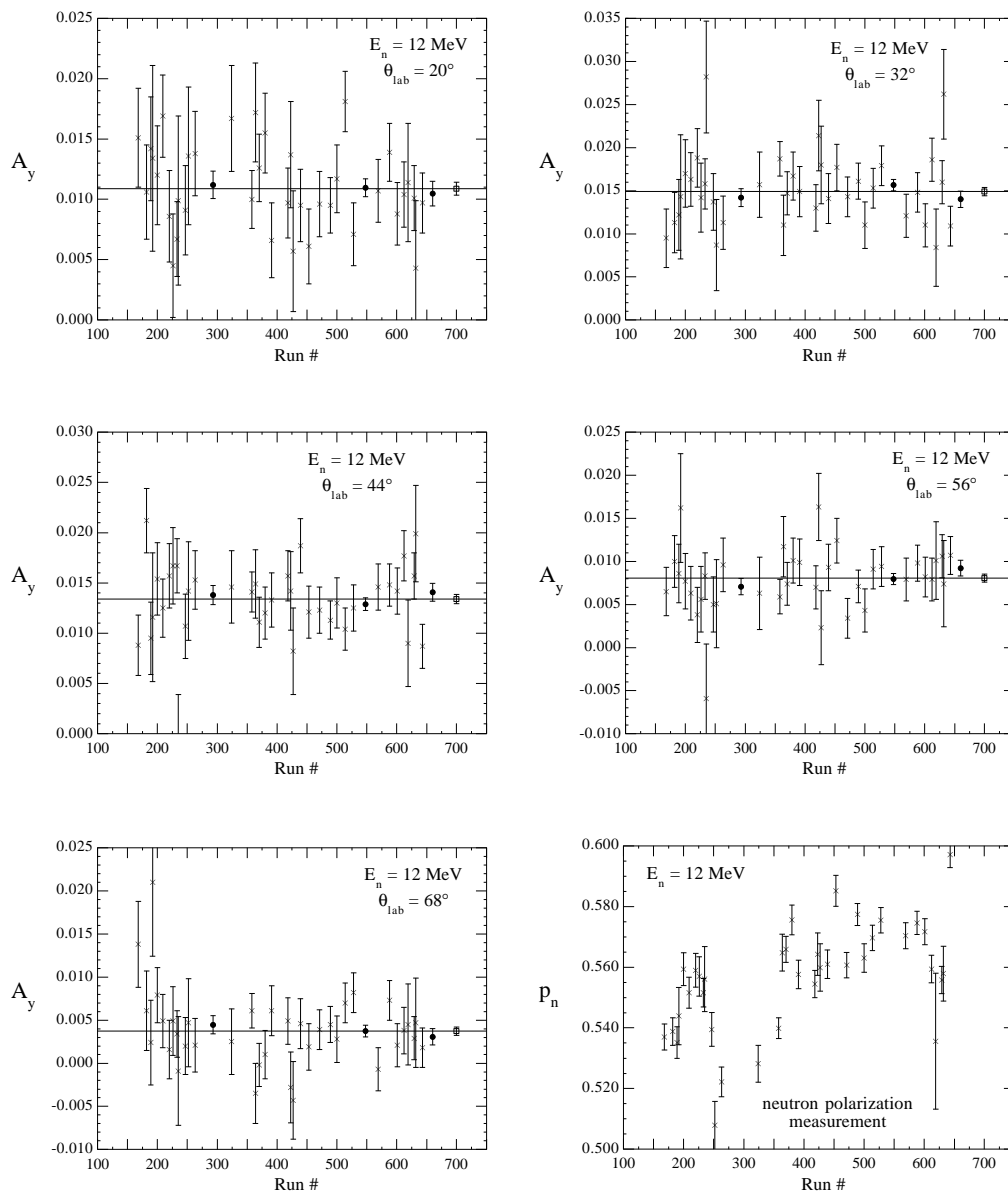 0.025
0.020
0.015
0.010
0.005
0.000
A_y
E_n = 12 MeV
θ_lab = 20°
100 200 300 400 500 600 700
Run #
0.035
0.030
0.025
0.020
0.015
0.010
0.005
0.000
A_y
E_n = 12 MeV
θ_lab = 32°
100 200 300 400 500 600 700
Run #
0.030
0.025
0.020
0.015
0.010
0.005
0.000
A_y
E_n = 12 MeV
θ_lab = 44°
100 200 300 400 500 600 700
Run #
0.025
0.020
0.015
0.010
0.005
0.000
-0.005
-0.010
A_y
E_n = 12 MeV
θ_lab = 56°
100 200 300 400 500 600 700
Run #
0.025
0.020
0.015
0.010
0.005
0.000
-0.005
-0.010
A_y
E_n = 12 MeV
θ_lab = 68°
100 200 300 400 500 600 700
Run #
0.600
0.580
0.560
0.540
0.520
0.500
p_n
E_n = 12 MeV
neutron polarization
measurement
100 200 300 400 500 600 700
Run #